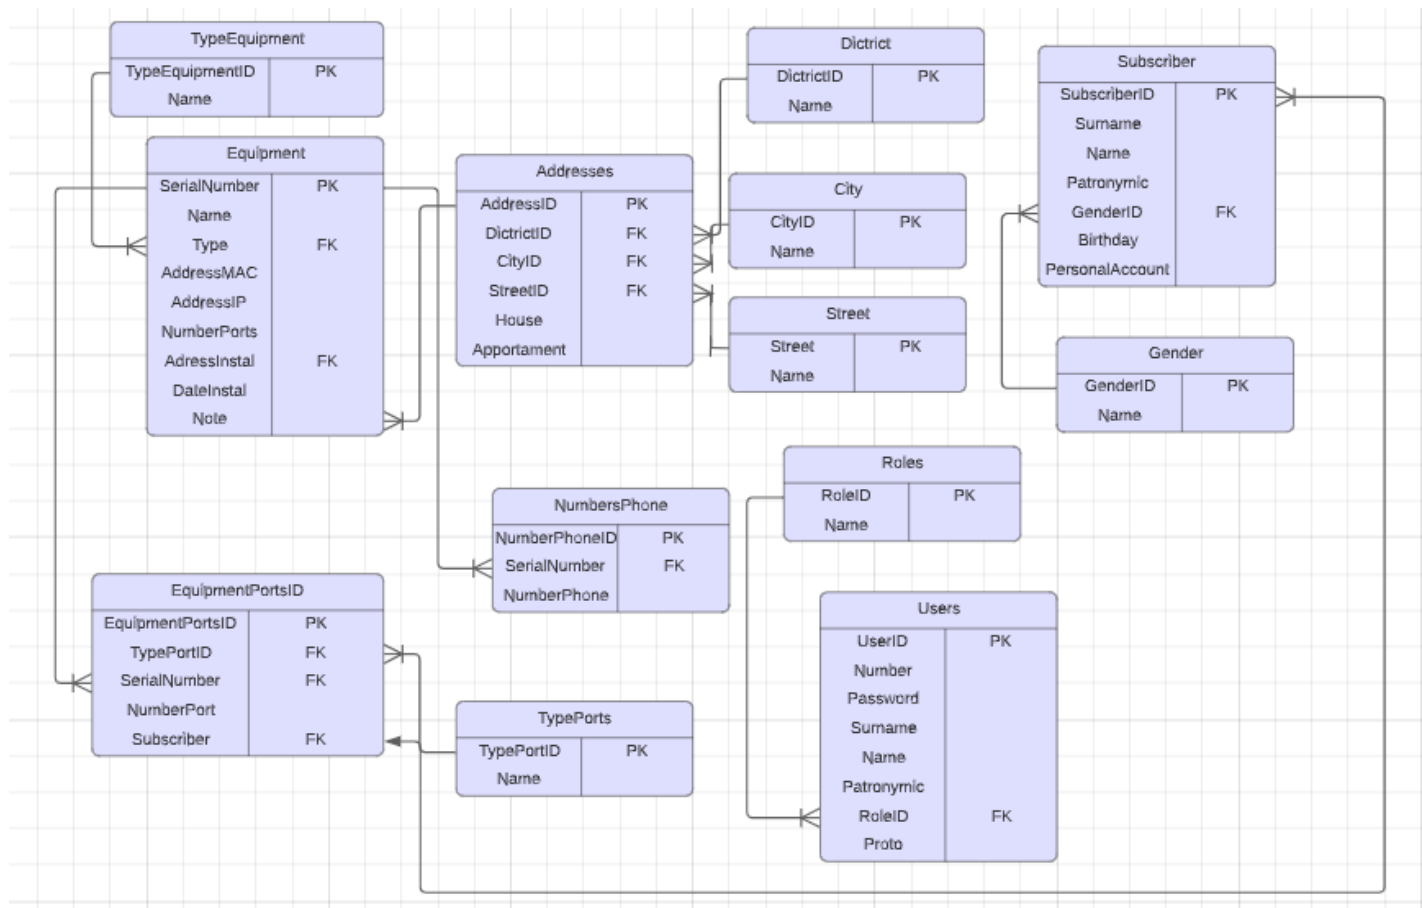 TypeEquipment
TypeEquipmentID PK
Name
Equipment
SerialNumber PK
Name
Type FK
AddressMAC
AddressIP
NumberPorts
AdressInstal FK
DateInstal
Note
Addresses
AddressID PK
DictrictID FK
CityID FK
StreetID FK
House
Apportament
Dictrict
DictrictID PK
Name
City
CityID PK
Name
Street
Street PK
Name
Subscriber
SubscriberID PK
Surname
Name
Patronymic
GenderID FK
Birthday
PersonalAccount
Gender
GenderID PK
Name
Roles
RoleID PK
Name
NumbersPhone
NumberPhoneID PK
SerialNumber FK
NumberPhone
EquipmentPortsID
EquipmentPortsID PK
TypePortID FK
SerialNumber FK
NumberPort
Subscriber FK
TypePorts
TypePortID PK
Name
Users
UserID PK
Number
Password
Surname
Name
Patronymic
RoleID FK
Proto